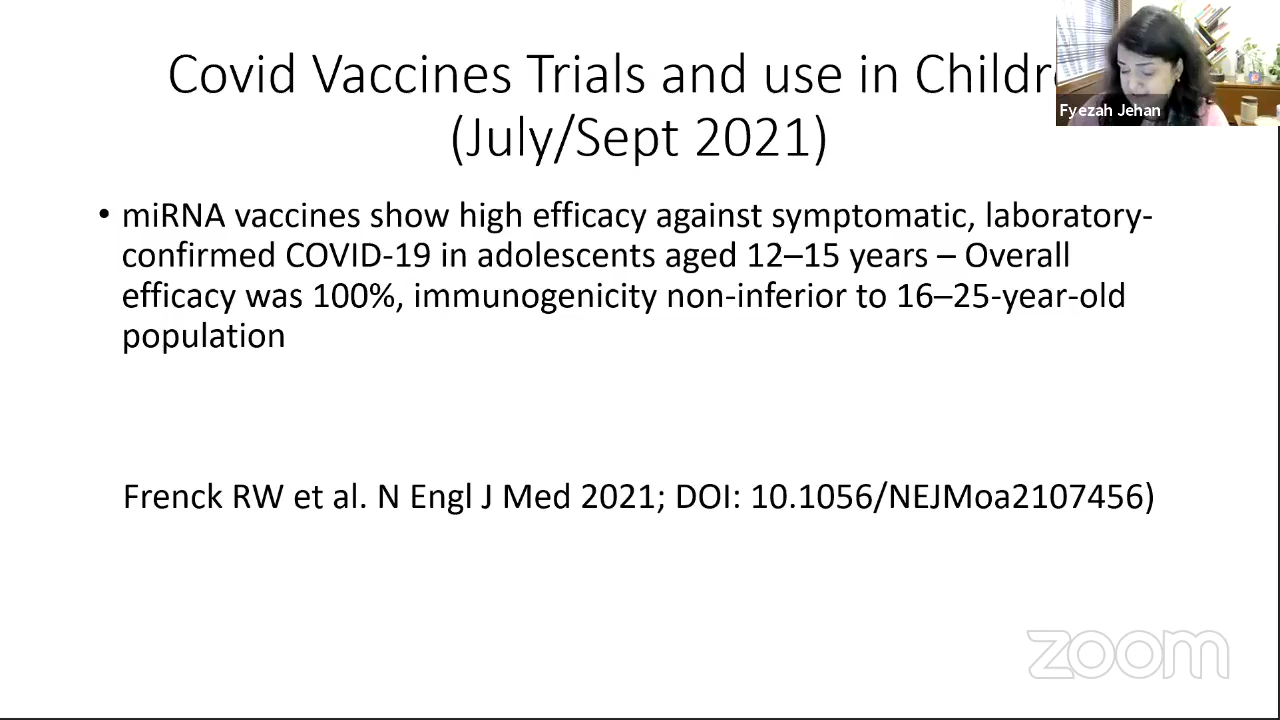 Covid Vaccines Trials and use in Childr
(July/Sept 2021)
Fyezah Jehan
• miRNA vaccines show high efficacy against symptomatic, laboratory-
confirmed COVID-19 in adolescents aged 12–15 years – Overall
efficacy was 100%, immunogenicity non-inferior to 16–25-year-old
population
Frenck RW et al. N Engl J Med 2021; DOI: 10.1056/NEJMoa2107456)
zoom